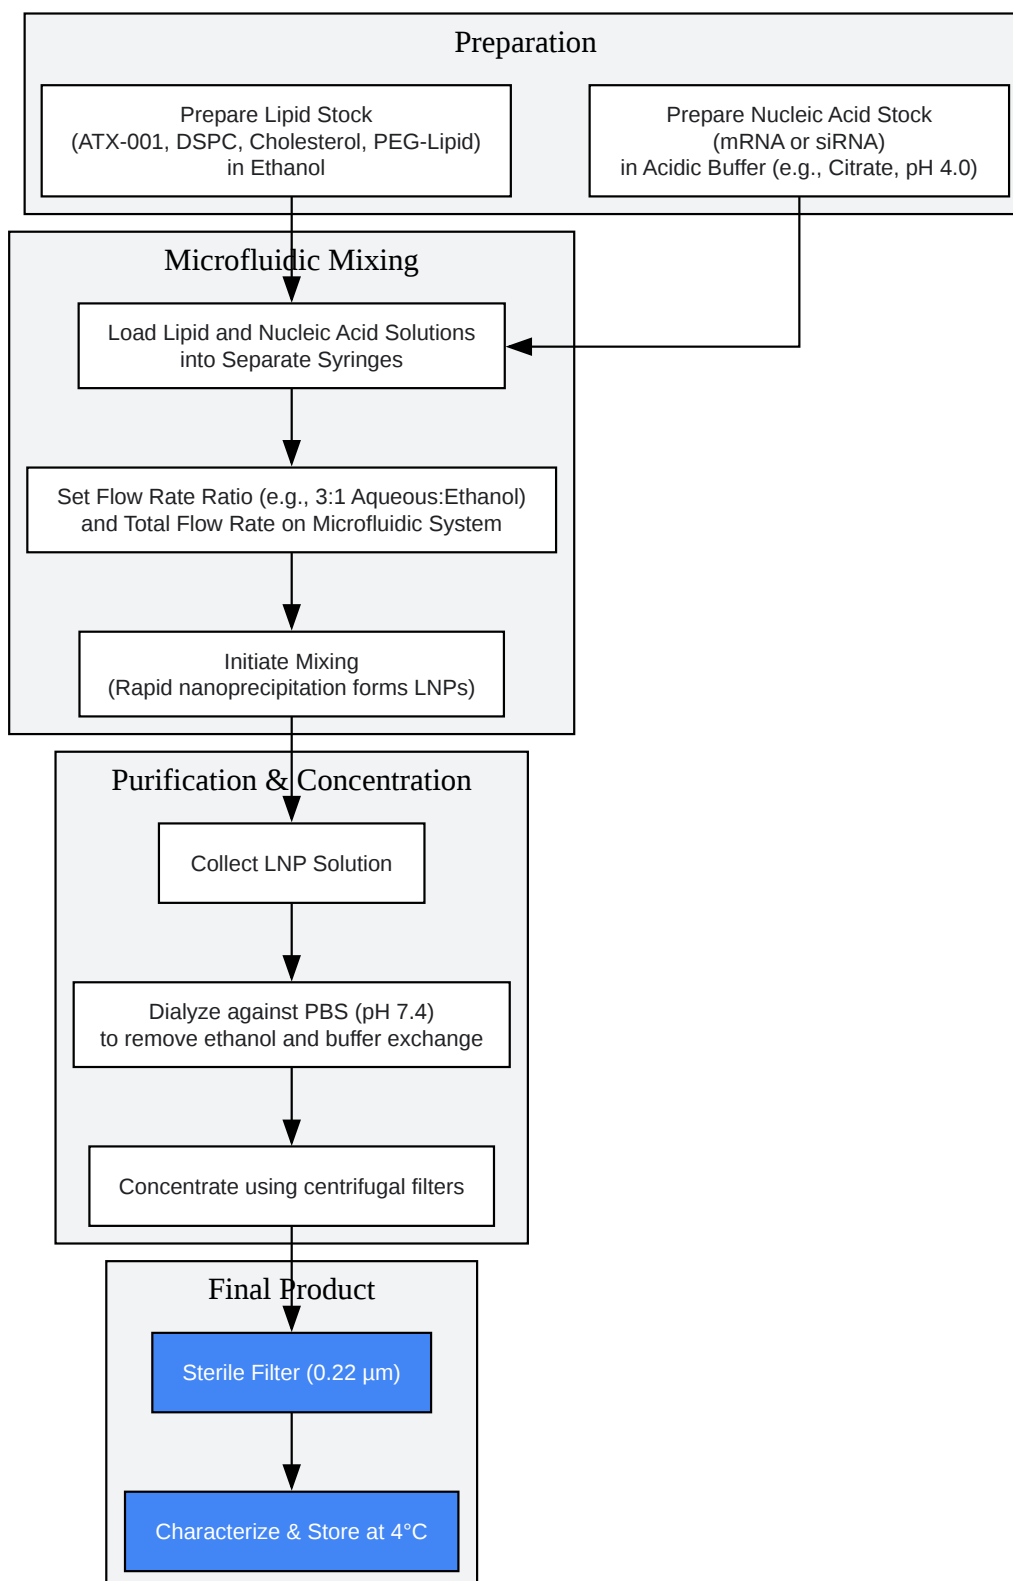 Preparation
Prepare Lipid Stock
(ATX-001, DSPC, Cholesterol, PEG-Lipid)
in Ethanol
Prepare Nucleic Acid Stock
(mRNA or siRNA)
in Acidic Buffer (e.g., Citrate, pH 4.0)
Microfluidic Mixing
Load Lipid and Nucleic Acid Solutions
into Separate Syringes
Set Flow Rate Ratio (e.g., 3:1 Aqueous:Ethanol)
and Total Flow Rate on Microfluidic System
Initiate Mixing
(Rapid nanoprecipitation forms LNPs)
Purification & Concentration
Collect LNP Solution
Dialyze against PBS (pH 7.4)
to remove ethanol and buffer exchange
Concentrate using centrifugal filters
Final Product
Sterile Filter (0.22 µm)
Characterize & Store at 4°C